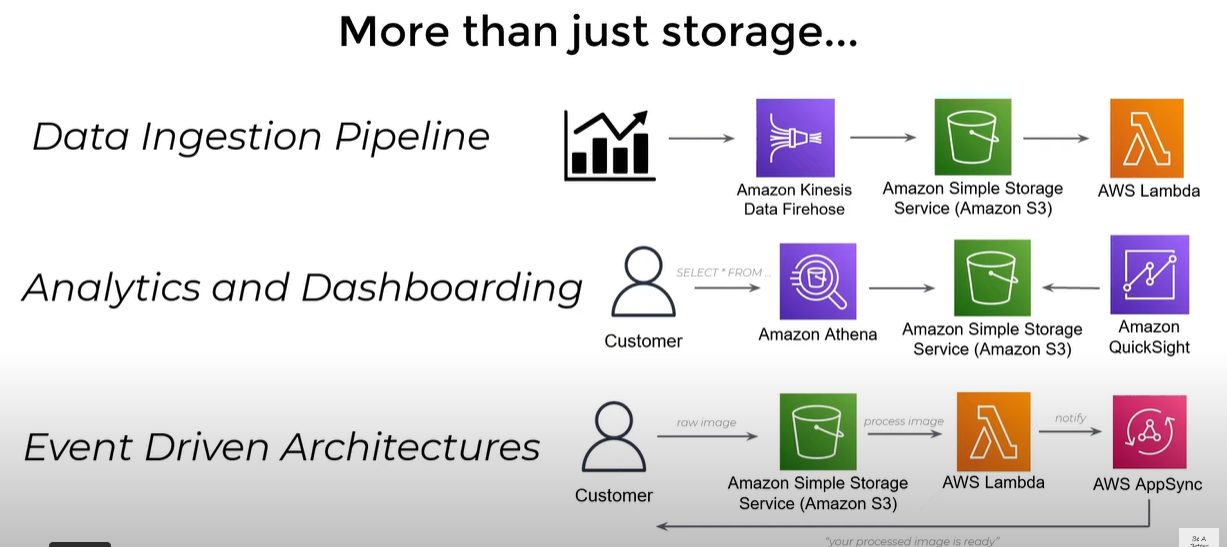 More than just storage...
Data Ingestion Pipeline
Amazon Kinesis
Data Firehose
Amazon Simple Storage
Service (Amazon S3)
AWS Lambda
Analytics and Dashboarding
Customer
SELECT * FROM ...
Amazon Athena
Amazon Simple Storage
Service (Amazon S3)
Amazon
QuickSight
Event Driven Architectures
Customer
raw image
Amazon Simple Storage
Service (Amazon S3)
process image
AWS Lambda
notify
AWS AppSync
"your processed image is ready"
Be A